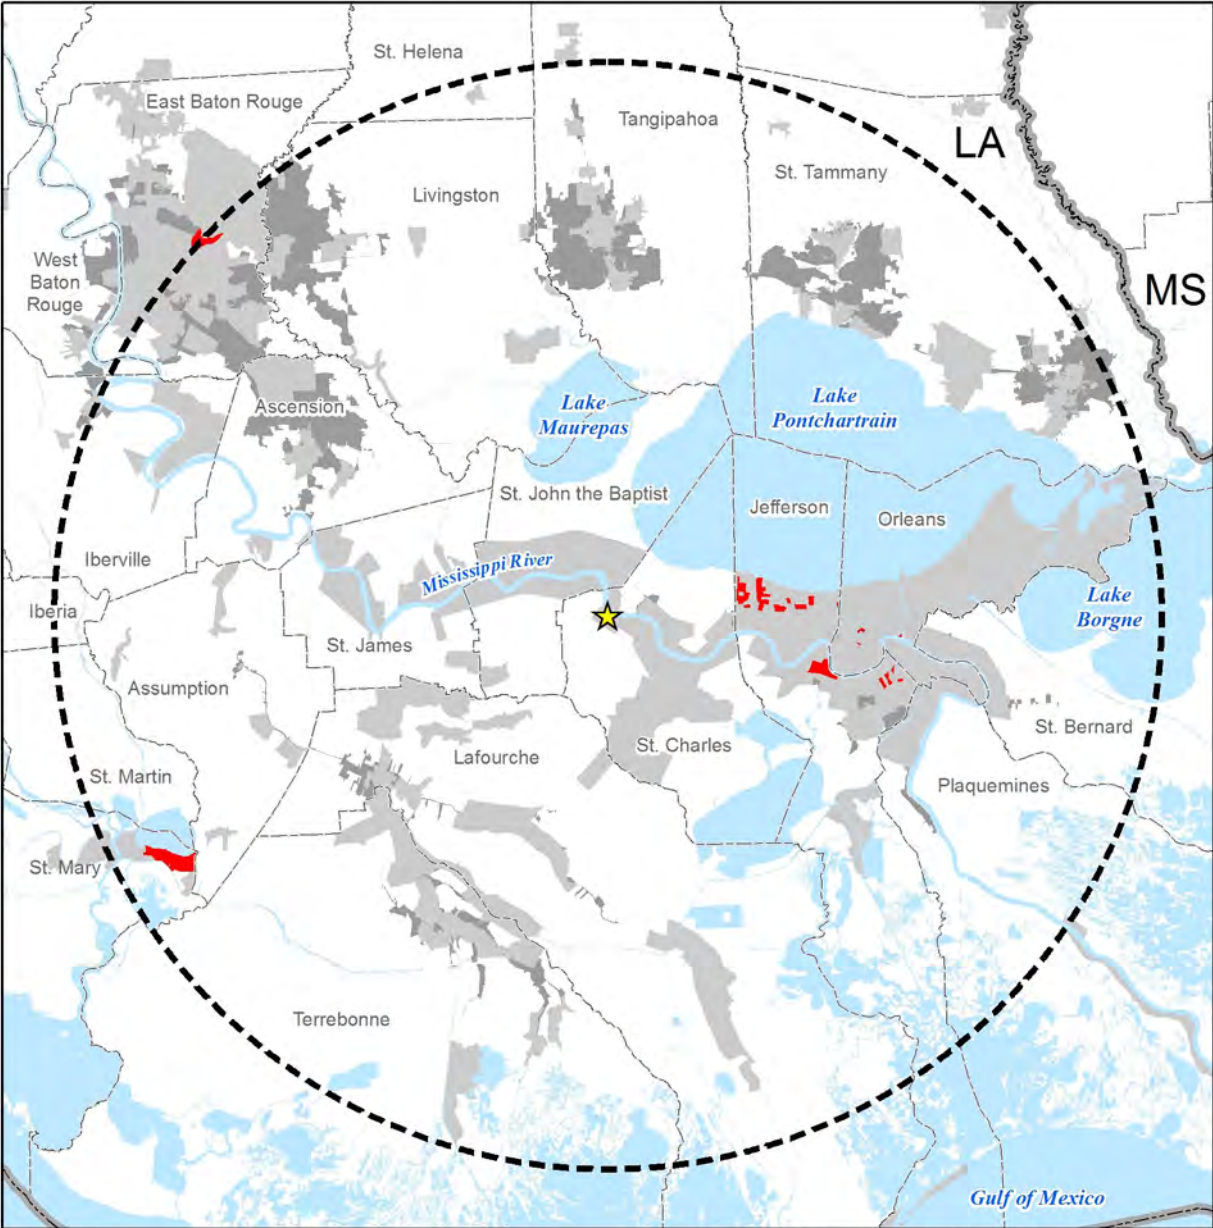 St. Helena
East Baton Rouge
Tangipahoa
LA
St. Tammany
Livingston
West
Baton
Rouge
MS
Ascension
Lake
Maurepas
Lake
Pontchartrain
St. John the Baptist
Jefferson
Orleans
Iberville
Mississippi River
Iberia
Lake
Borgne
St. James
Assumption
St. Bernard
St. Charles
Lafourche
St. Martin
Plaquemines
St. Mary
Terrebonne
Gulf of Mexico